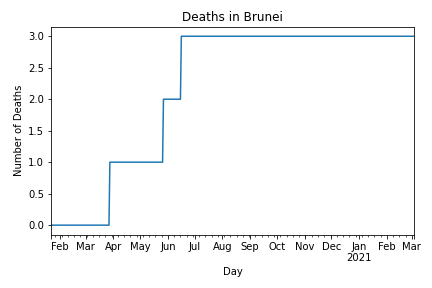 Deaths in Brunei
3.0
2.5
2.0
1.5
1.0
0.5
0.0
Number of Deaths
Feb Mar Apr May Jun Jul Aug Sep Oct Nov Dec Jan Feb Mar
2021
Day